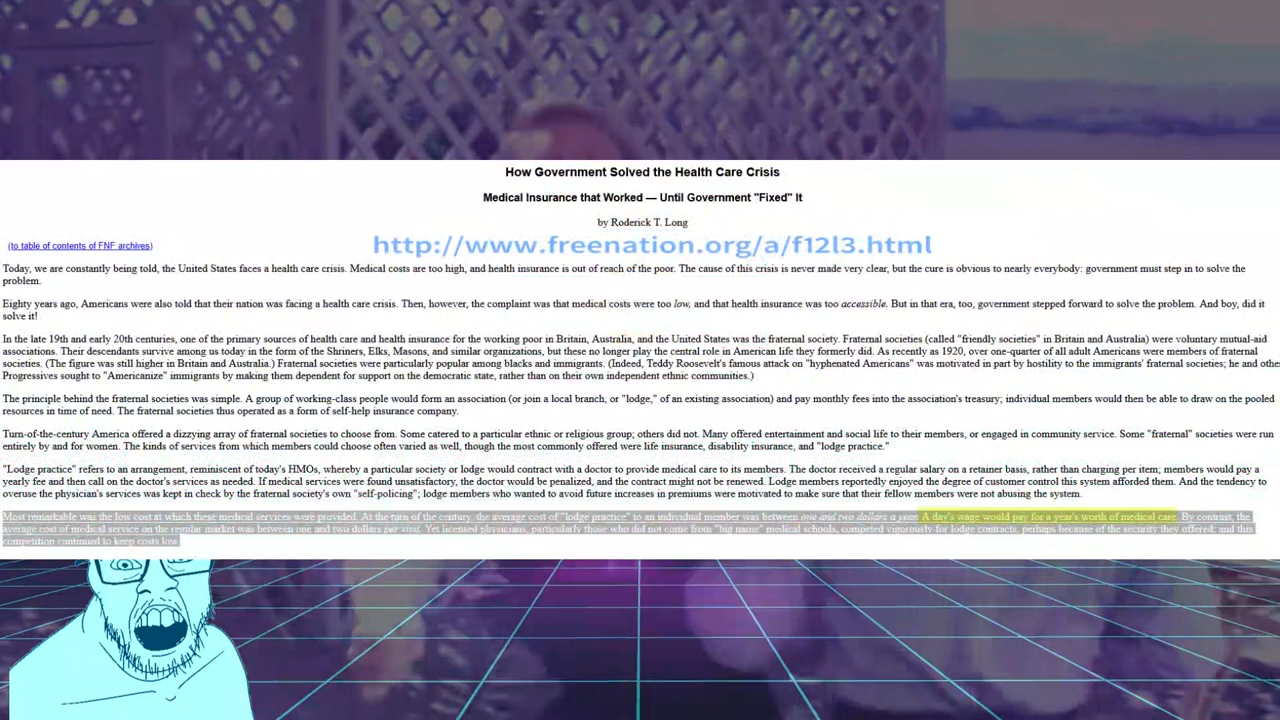 How Government Solved the Health Care Crisis
Medical Insurance that Worked — Until Government "Fixed" It
by Roderick T. Long
(to table of contents of FNF archives)
http://www.freenation.org/a/f12l3.html
Today, we are constantly being told, the United States faces a health care crisis. Medical costs are too high, and health insurance is out of reach of the poor. The cause of this crisis is never made very clear, but the cure is obvious to nearly everybody: government must step in to solve the
problem.
Eighty years ago, Americans were also told that their nation was facing a health care crisis. Then, however, the complaint was that medical costs were too low, and that health insurance was too accessible. But in that era, too, government stepped forward to solve the problem. And boy, did it
solve it!
In the late 19th and early 20th centuries, one of the primary sources of health care and health insurance for the working poor in Britain, Australia, and the United States was the fraternal society. Fraternal societies (called "friendly societies" in Britain and Australia) were voluntary mutual-aid
associations. Their descendants survive among us today in the form of the Shriners, Elks, Masons, and similar organizations, but these no longer play the central role in American life they formerly did. As recently as 1920, over one-quarter of all adult Americans were members of fraternal
societies. (The figure was still higher in Britain and Australia.) Fraternal societies were particularly popular among blacks and immigrants. (Indeed, Teddy Roosevelt's famous attack on "hyphenated Americans" was motivated in part by hostility to the immigrants' fraternal societies; he and othe
Progressives sought to "Americanize" immigrants by making them dependent for support on the democratic state, rather than on their own independent ethnic communities.)
The principle behind the fraternal societies was simple. A group of working-class people would form an association (or join a local branch, or "lodge," of an existing association) and pay monthly fees into the association's treasury; individual members would then be able to draw on the pooled
resources in time of need. The fraternal societies thus operated as a form of self-help insurance company.
Turn-of-the-century America offered a dizzying array of fraternal societies to choose from. Some catered to a particular ethnic or religious group; others did not. Many offered entertainment and social life to their members, or engaged in community service. Some "fraternal" societies were run
entirely by and for women. The kinds of services from which members could choose often varied as well, though the most commonly offered were life insurance, disability insurance, and "lodge practice."
"Lodge practice" refers to an arrangement, reminiscent of today's HMOs, whereby a particular society or lodge would contract with a doctor to provide medical care to its members. The doctor received a regular salary on a retainer basis, rather than charging per item; members would pay a
yearly fee and then call on the doctor's services as needed. If medical services were found unsatisfactory, the doctor would be penalized, and the contract might not be renewed. Lodge members reportedly enjoyed the degree of customer control this system afforded them. And the tendency to
overuse the physician's services was kept in check by the fraternal society's own "self-policing"; lodge members who wanted to avoid future increases in premiums were motivated to make sure that their fellow members were not abusing the system.
Most remarkable was the low cost at which these medical services were provided. At the turn of the century, the average cost of "lodge practice" to an individual member was between one and two dollars a year. A day's wage would pay for a year's worth of medical care. By contrast, the
average cost of medical service on the regular market was between one and two dollars per visit. Yet licensed physicians, particularly those who did not come from "big name" medical schools, competed vigorously for lodge contracts, perhaps because of the security they offered; and this
competition continued to keep costs low.